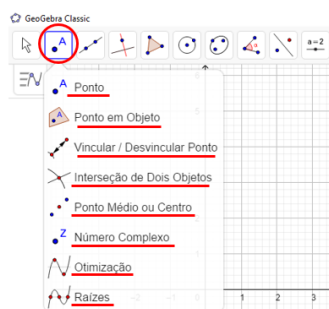 GeoGebra Classic
A
a=2
A Ponto
A Ponto em Objeto
Vincular / Desvincular Ponto
Interseção de Dois Objetos
Ponto Médio ou Centro
Z Número Complexo
Otimização
Raízes
1 2 3